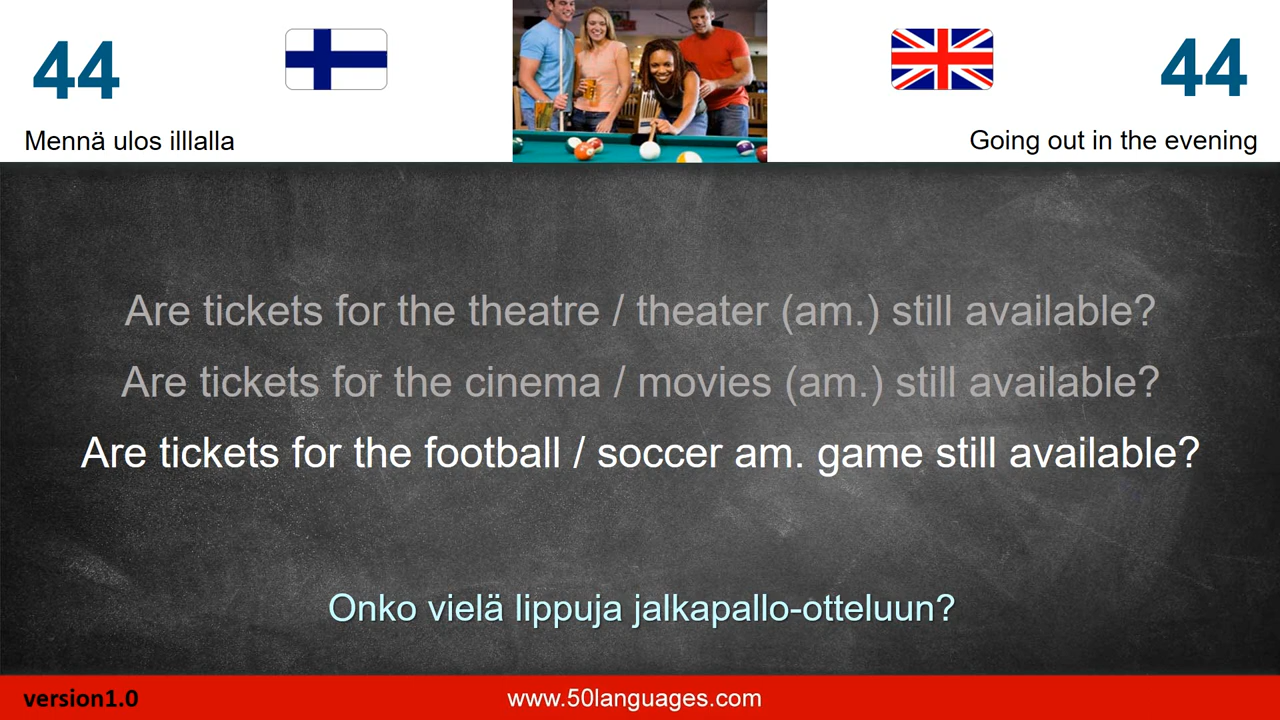 44
44
Mennä ulos illlalla
Going out in the evening
Are tickets for the theatre / theater (am.) still available?
Are tickets for the cinema / movies (am.) still available?
Are tickets for the football / soccer am. game still available?
Onko vielä lippuja jalkapallo-otteluun?
version1.0
www.50languages.com